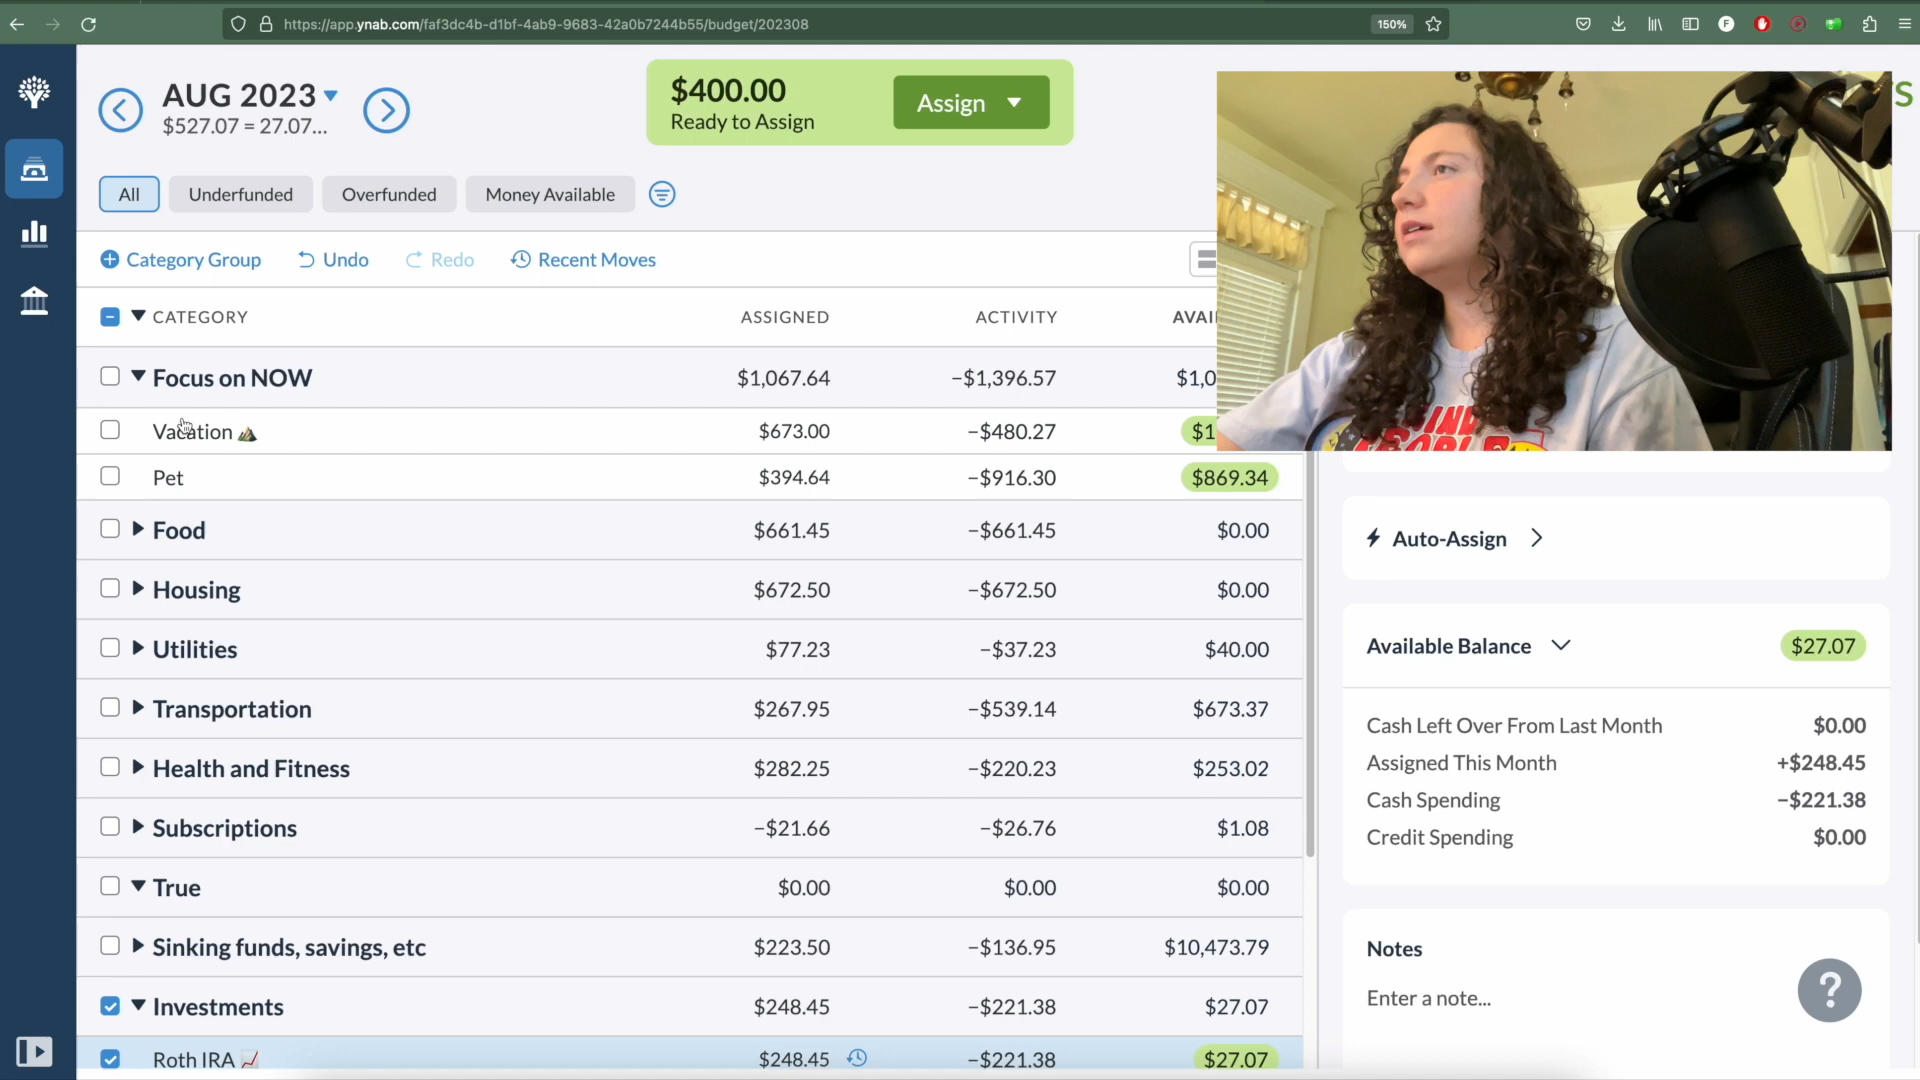 https://app.ynab.com/faf3dc4b-d1bf-4ab9-9683-42a0b7244b55/budget/202308
150%
F
AUG 2023
$527.07 = 27.07...
$400.00
Ready to Assign
Assign
S
All
Underfunded
Overfunded
Money Available
Category Group
Undo
Redo
Recent Moves
CATEGORY
ASSIGNED
ACTIVITY
AVAI
Focus on NOW
$1,067.64
−$1,396.57
$1,0
Vacation
$673.00
−$480.27
$1
Pet
$394.64
−$916.30
$869.34
Food
$661.45
−$661.45
$0.00
Housing
$672.50
−$672.50
$0.00
Utilities
$77.23
−$37.23
$40.00
Transportation
$267.95
−$539.14
$673.37
Health and Fitness
$282.25
−$220.23
$253.02
Subscriptions
−$21.66
−$26.76
$1.08
True
$0.00
$0.00
$0.00
Sinking funds, savings, etc
$223.50
−$136.95
$10,473.79
Investments
$248.45
−$221.38
$27.07
Roth IRA
$248.45
−$221.38
$27.07
Auto-Assign
Available Balance
$27.07
Cash Left Over From Last Month
$0.00
Assigned This Month
+$248.45
Cash Spending
−$221.38
Credit Spending
$0.00
Notes
Enter a note...
?